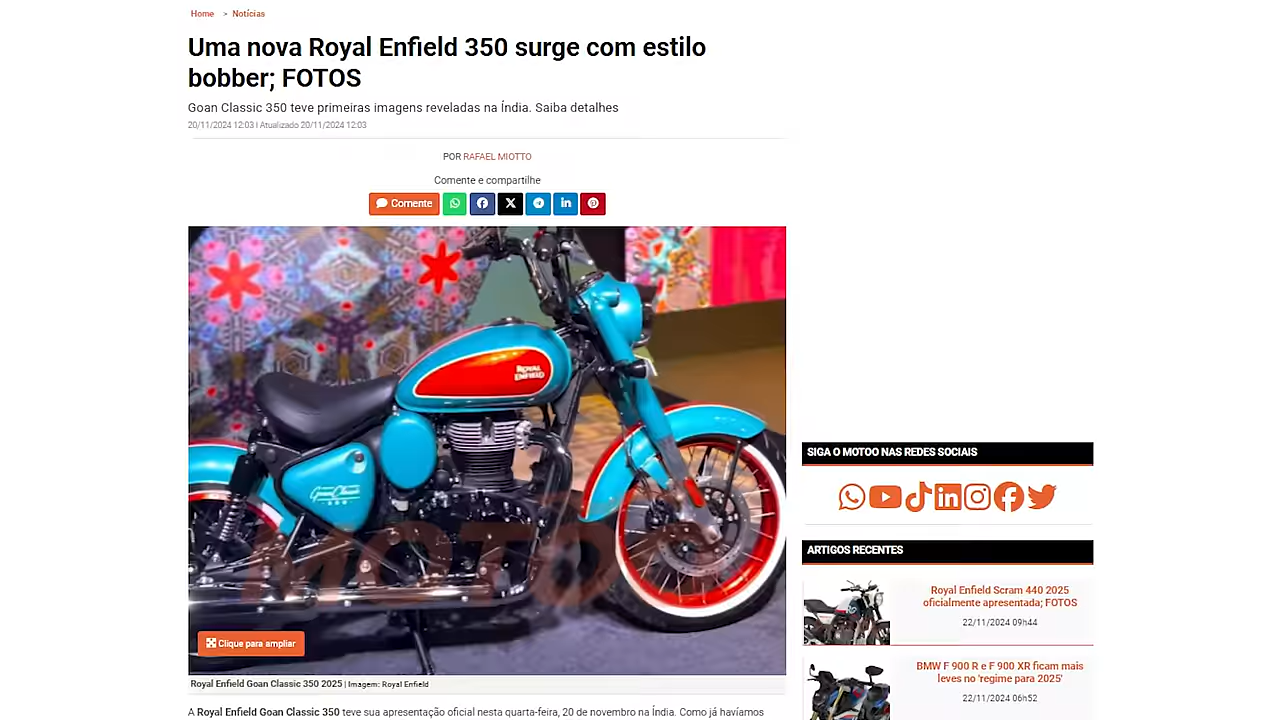 Home > Notícias
Uma nova Royal Enfield 350 surge com estilo
bobber; FOTOS
Goan Classic 350 teve primeiras imagens reveladas na Índia. Saiba detalhes
20/11/2024 12:03 | Atualizado 20/11/2024 12:03
POR RAFAEL MIOTTO
Comente e compartilhe
Comente
ROYAL
ENFIELD
MOTOO
Clique para ampliar
Royal Enfield Goan Classic 350 2025 | Imagem: Royal Enfield
A Royal Enfield Goan Classic 350 teve sua apresentação oficial nesta quarta-feira, 20 de novembro na Índia. Como já havíamos
SIGA O MOTOO NAS REDES SOCIAIS
ARTIGOS RECENTES
Royal Enfield Scram 440 2025
oficialmente apresentada; FOTOS
22/11/2024 09h44
BMW F 900 R e F 900 XR ficam mais
leves no 'regime para 2025'
22/11/2024 06h52